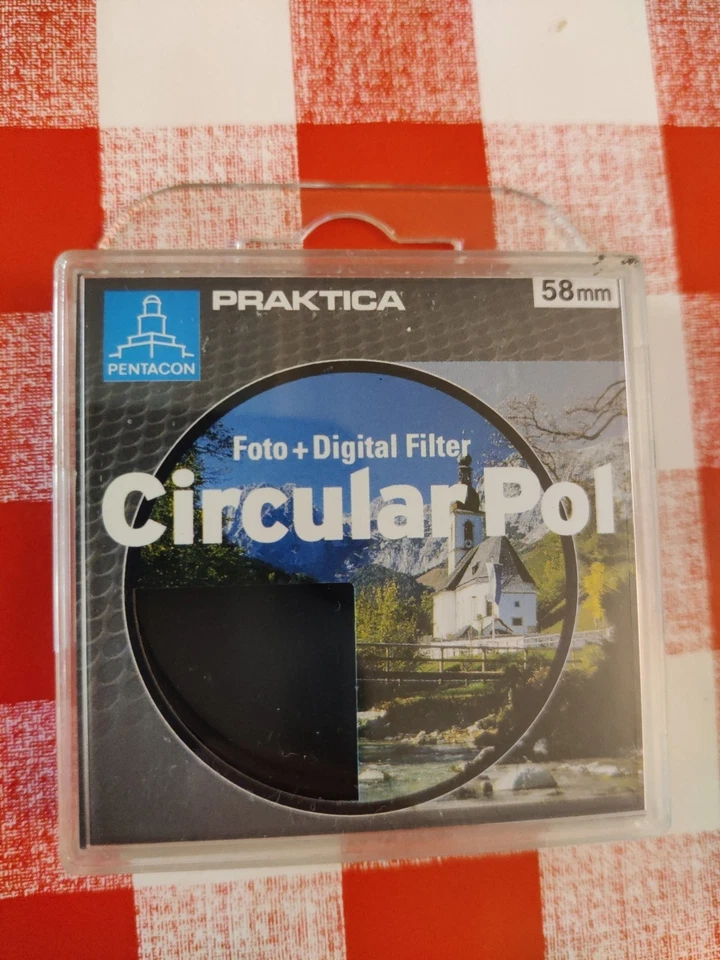 PRAKTICA
58mm
PENTACON
Foto + Digital Filter
Circular Pol